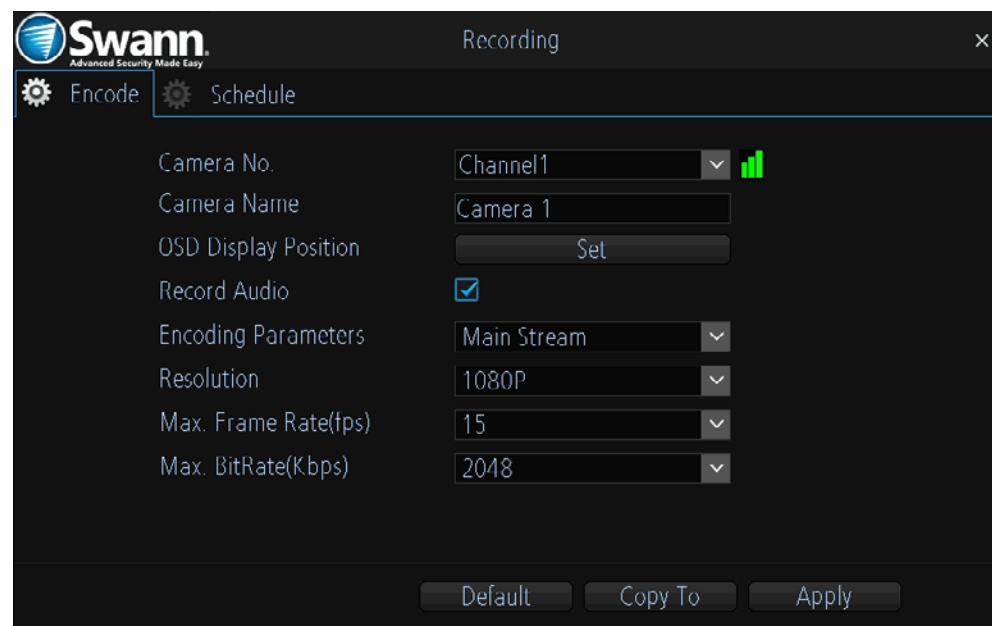 Swann.
Advanced Security Made Easy
Recording
Encode Schedule
Camera No. Channel1
Camera Name Camera 1
OSD Display Position Set
Record Audio
Encoding Parameters Main Stream
Resolution 1080P
Max. Frame Rate(fps) 15
Max. BitRate(Kbps) 2048
Default Copy To Apply